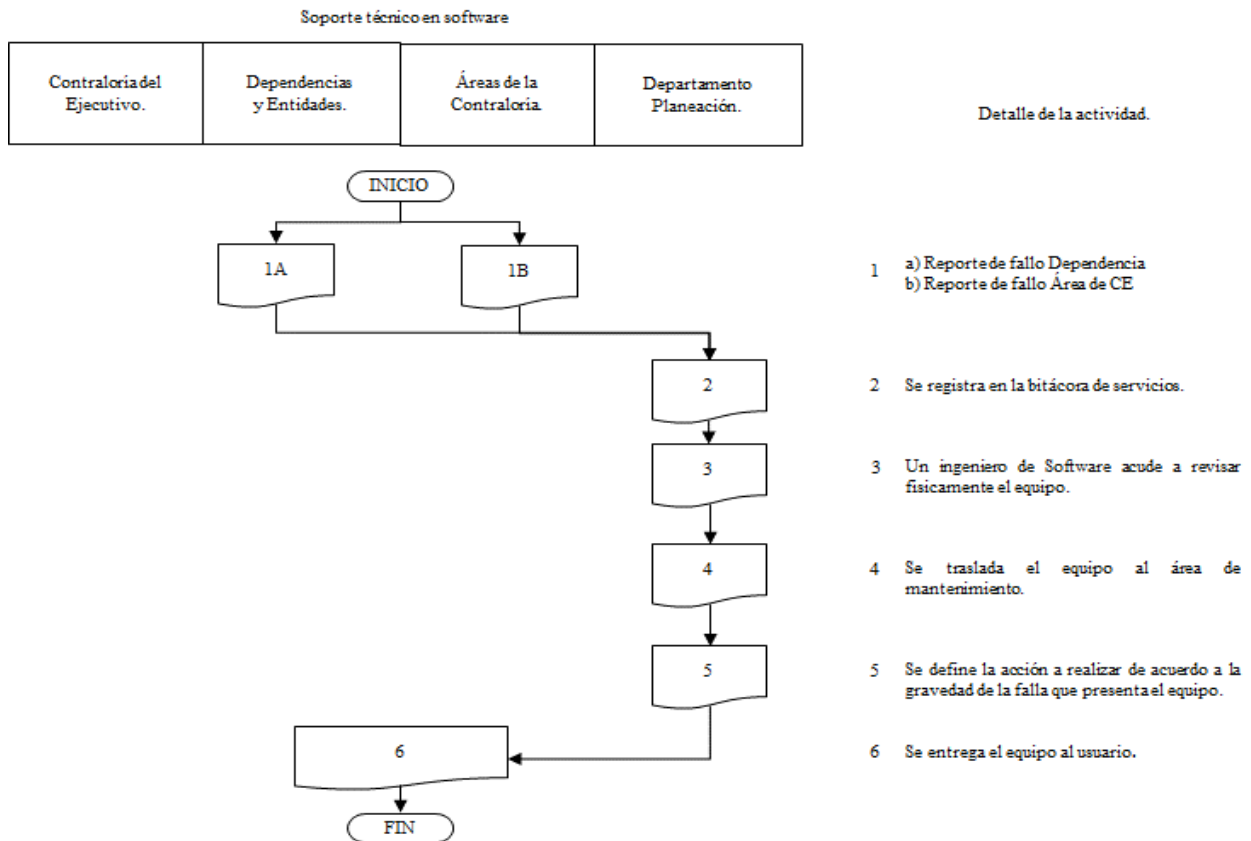 Soporte técnico en software
Contraloria del
Ejecutivo.
Dependencias
y Entidades.
Áreas de la
Contraloria.
Departamento
Planeación.
Detalle de la actividad.
INICIO
1A
1B
1 a) Reporte de fallo Dependencia
b) Reporte de fallo Área de CE
2
2 Se registra en la bitácora de servicios.
3
3 Un ingeniero de Software acude a revisar
fisicamente el equipo.
4
4 Se traslada el equipo al área de
mantenimiento.
5
5 Se define la acción a realizar de acuerdo a la
gravedad de la falla que presenta el equipo.
6
6 Se entrega el equipo al usuario.
FIN